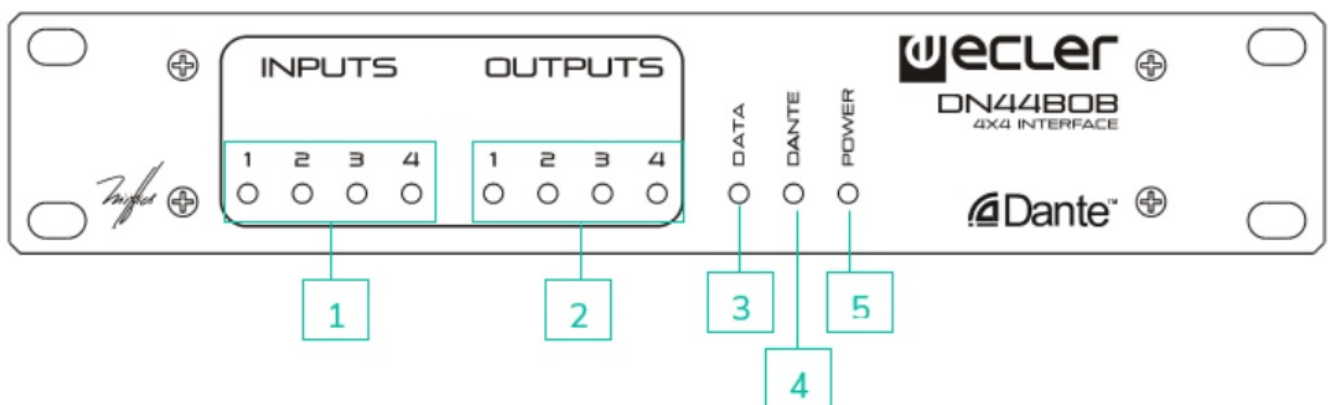 INPUTS
1 2 3 4
OUTPUTS
1 2 3 4
DATA
DANTE
POWER
ecler
DN44BOB
4X4 INTERFACE
Dante™
1
2
3
4
5